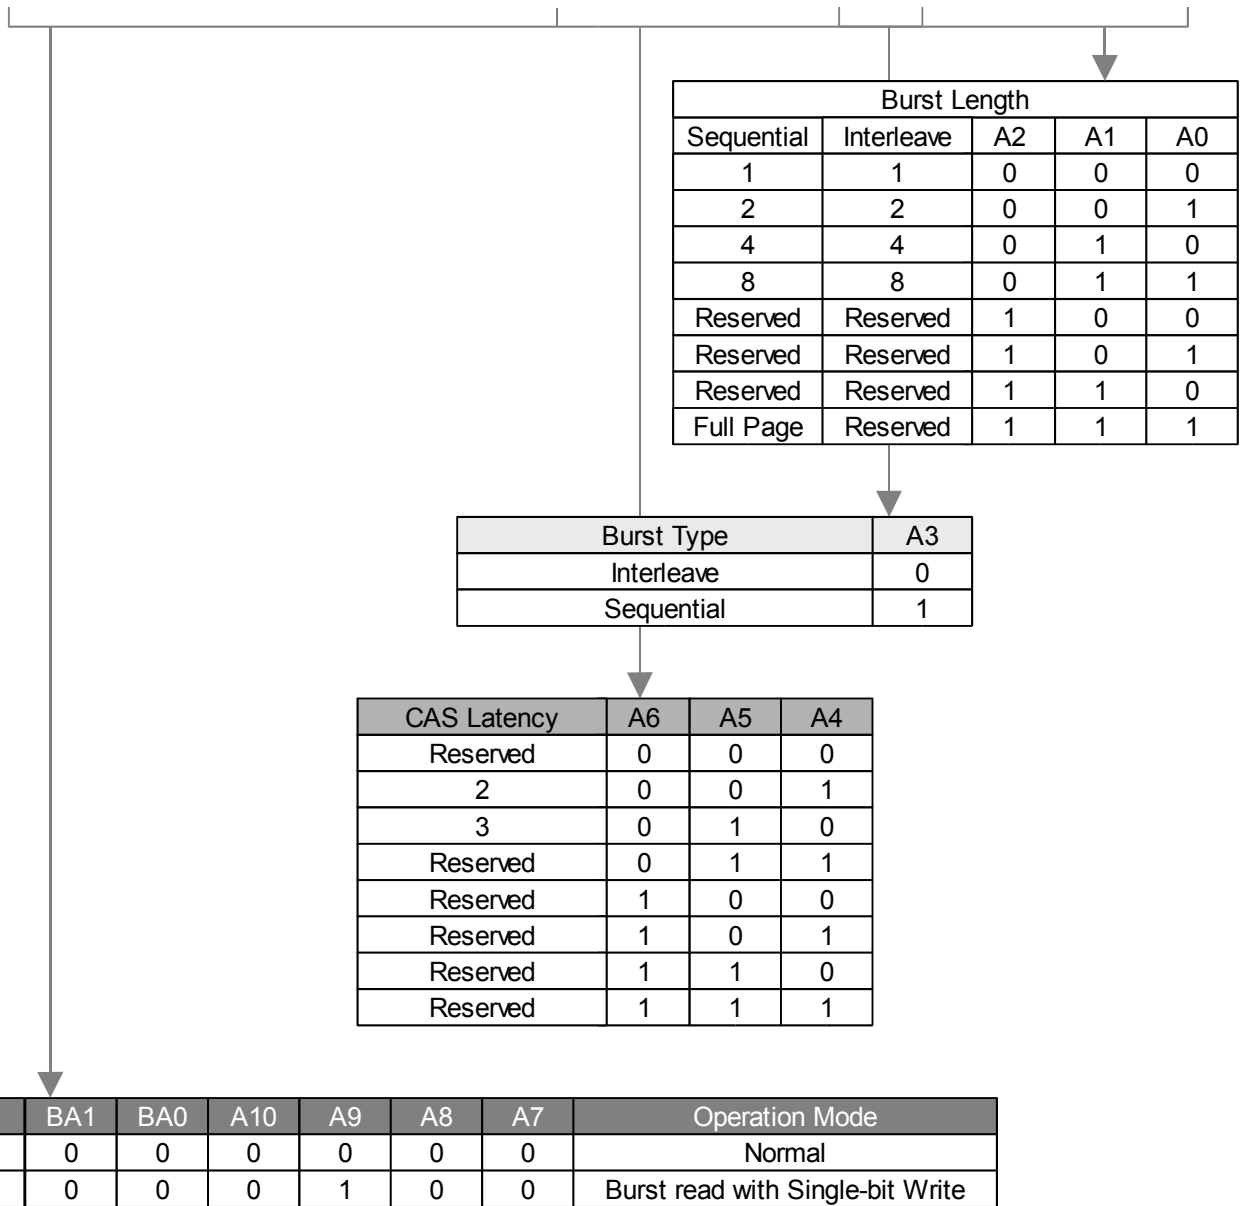 Burst Length
Sequential Interleave A2 A1 A0
1 1 0 0 0
2 2 0 0 1
4 4 0 1 0
8 8 0 1 1
Reserved Reserved 1 0 0
Reserved Reserved 1 0 1
Reserved Reserved 1 1 0
Full Page Reserved 1 1 1
Burst Type A3
Interleave 0
Sequential 1
CAS Latency A6 A5 A4
Reserved 0 0 0
2 0 0 1
3 0 1 0
Reserved 0 1 1
Reserved 1 0 0
Reserved 1 0 1
Reserved 1 1 0
Reserved 1 1 1
BA1 BA0 A10 A9 A8 A7 Operation Mode
0 0 0 0 0 0 Normal
0 0 0 1 0 0 Burst read with Single-bit Write